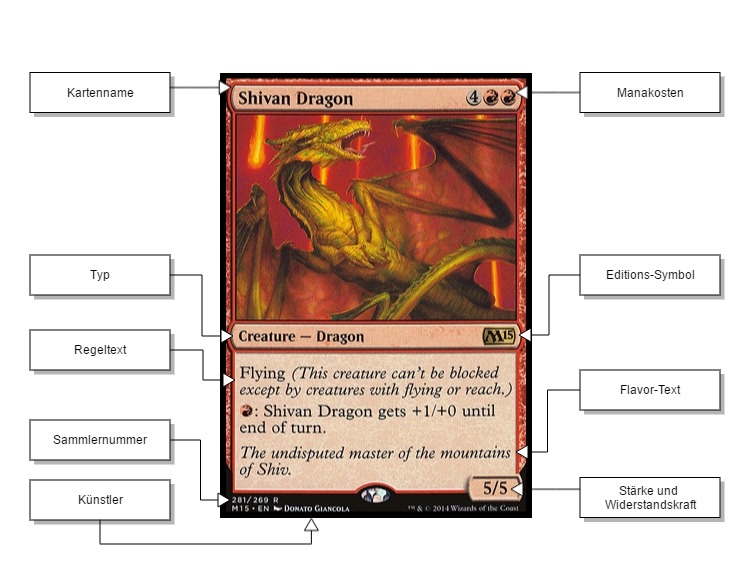 Kartenname
Shivan Dragon
4
Manakosten
Typ
Creature — Dragon
M15
Editions-Symbol
Regeltext
Flying (This creature can't be blocked
except by creatures with flying or reach.)
: Shivan Dragon gets +1/+0 until
end of turn.
Flavor-Text
The undisputed master of the mountains
of Shiv.
Sammlernummer
5/5
Stärke und
Widerstandskraft
281/269 R
M15 • EN Donato Giancola
™ & © 2014 Wizards of the Coast
Künstler